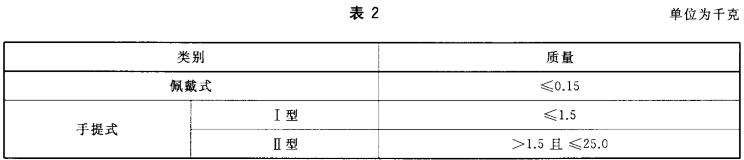 表 2 单位为千克
类别 质量
佩戴式 ≤0.15
手提式 Ⅰ型 ≤1.5
Ⅱ型 >1.5 且 ≤25.0